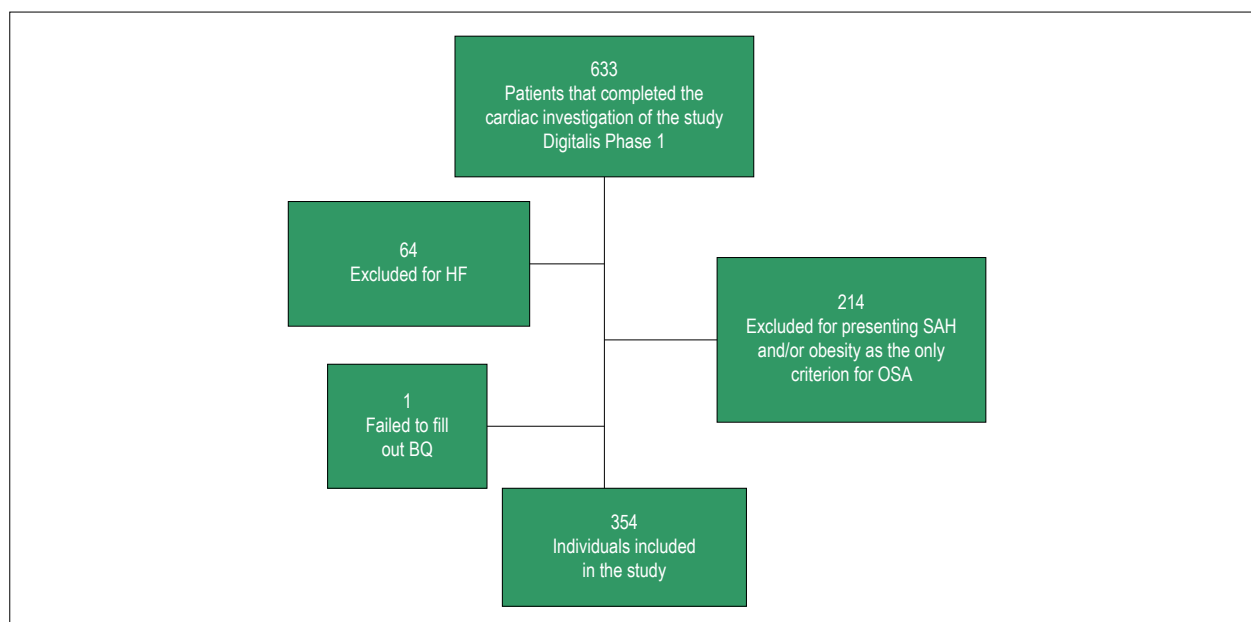 633
Patients that completed the
cardiac investigation of the study
Digitalis Phase 1
64
Excluded for HF
214
Excluded for presenting SAH
and/or obesity as the only
criterion for OSA
1
Failed to fill
out BQ
354
Individuals included
in the study